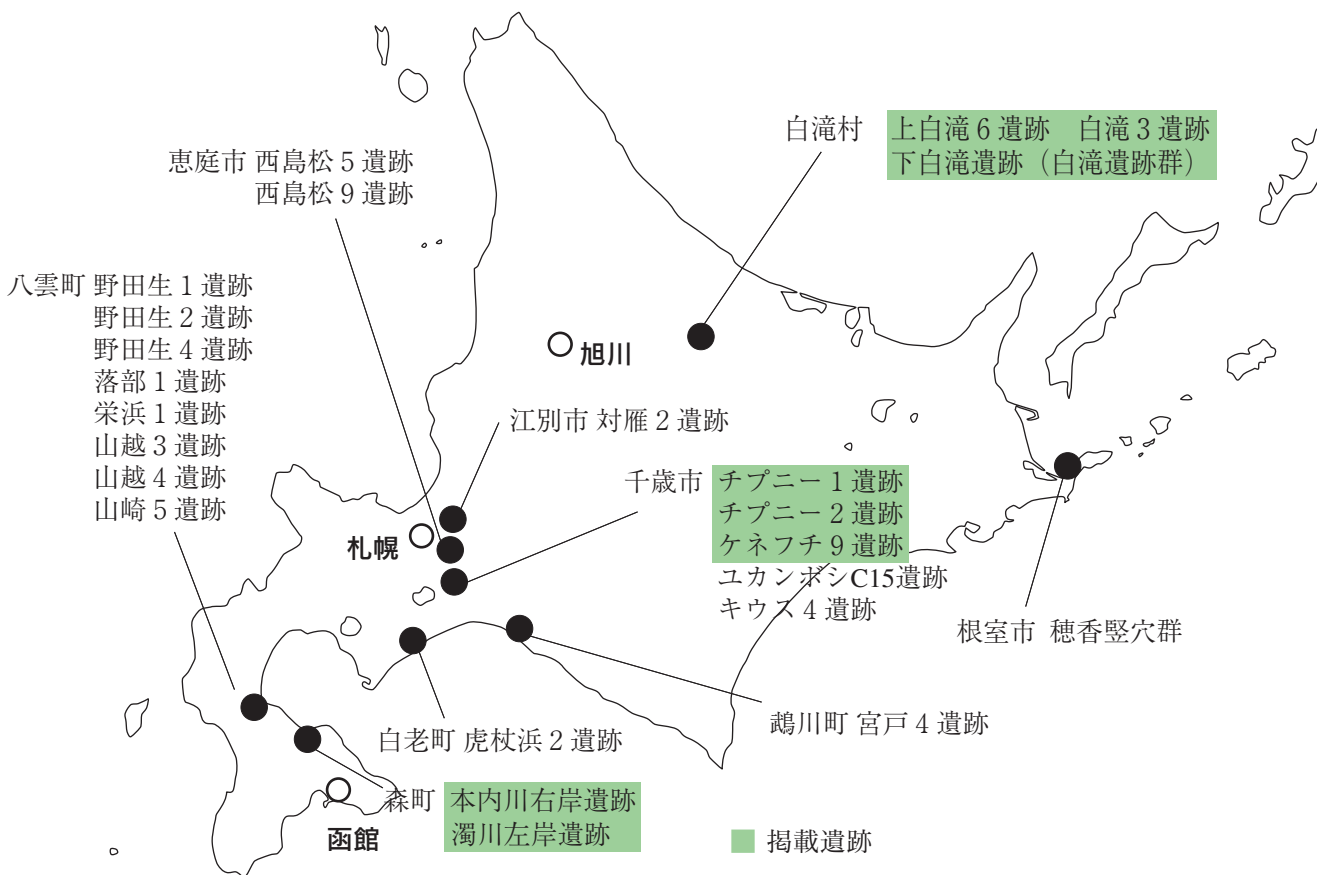 白滝村 上白滝6遺跡　白滝3遺跡
下白滝遺跡（白滝遺跡群）
恵庭市 西島松5遺跡
西島松9遺跡
八雲町 野田生1遺跡
野田生2遺跡
野田生4遺跡
落部1遺跡
栄浜1遺跡
山越3遺跡
山越4遺跡
山崎5遺跡
旭川
江別市 対雁2遺跡
千歳市 チプニー1遺跡
チプニー2遺跡
ケネフチ9遺跡
ユカンボシC15遺跡
キウス4遺跡
札幌
根室市 穂香竪穴群
鵡川町 宮戸4遺跡
白老町 虎杖浜2遺跡
森町 本内川右岸遺跡
濁川左岸遺跡
函館
掲載遺跡